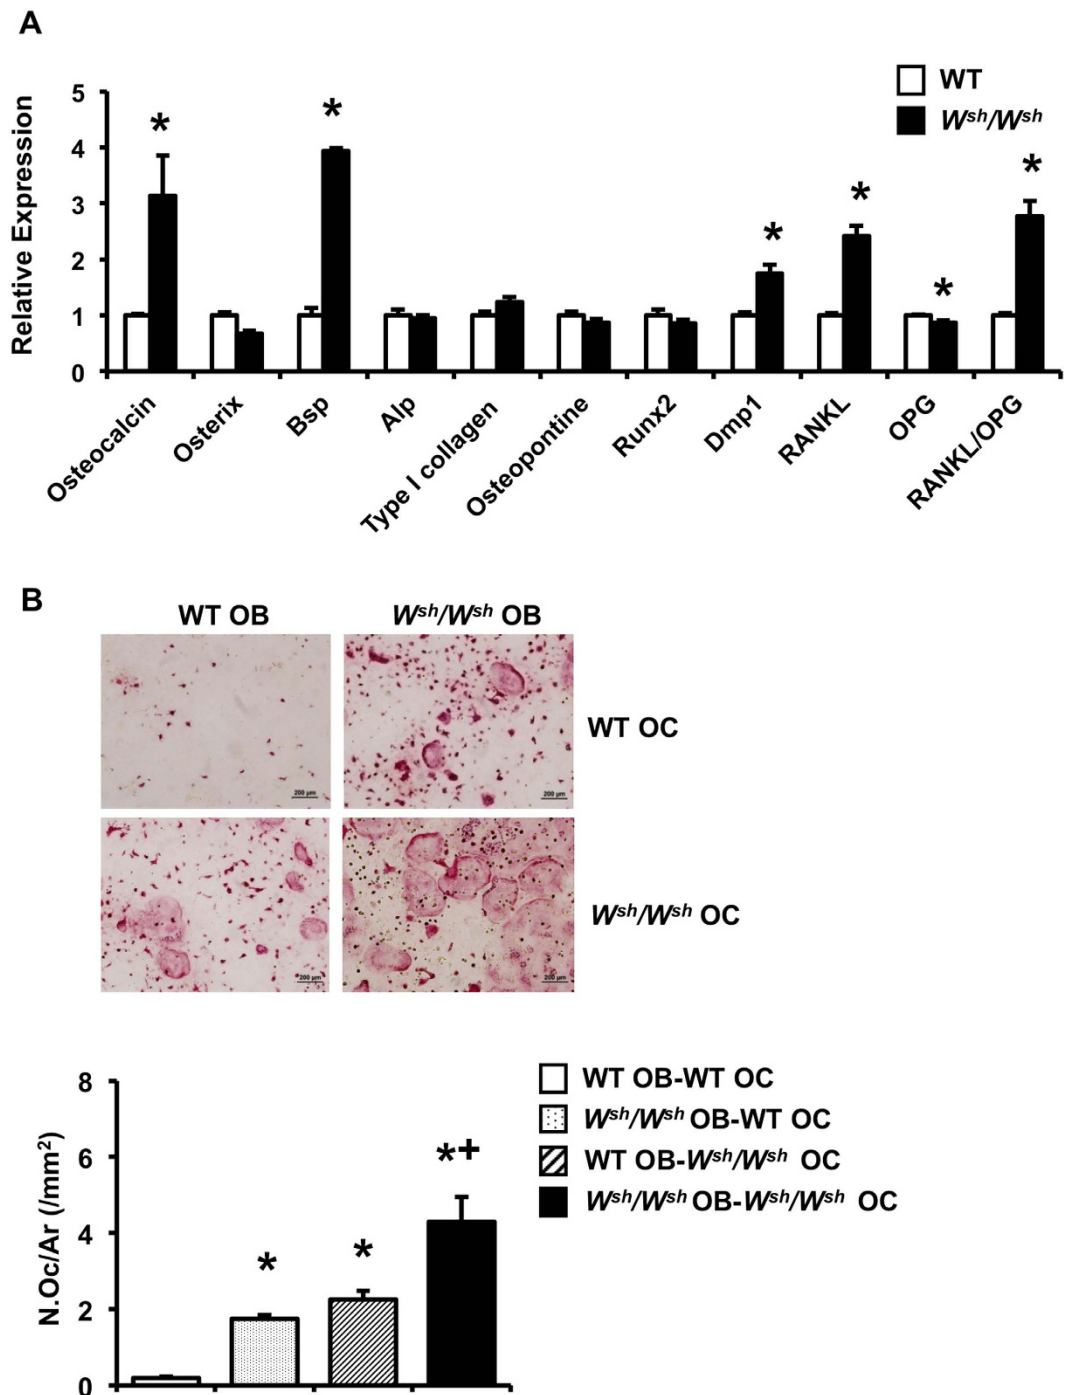 A
WT
Wsh/Wsh
Relative Expression
5
4
3
2
1
0
* * * * * *
Osteocalcin
Osterix
Bsp
Alp
Type I collagen
Osteopontine
Runx2
Dmp1
RANKL
OPG
RANKL/OPG
B
WT OB
Wsh/Wsh OB
WT OC
200 µm
200 µm
Wsh/Wsh OC
200 µm
200 µm
N.Oc/Ar (/mm2)
8
6
4
2
0
* * *+
WT OB-WT OC
Wsh/Wsh OB-WT OC
WT OB-Wsh/Wsh OC
Wsh/Wsh OB-Wsh/Wsh OC